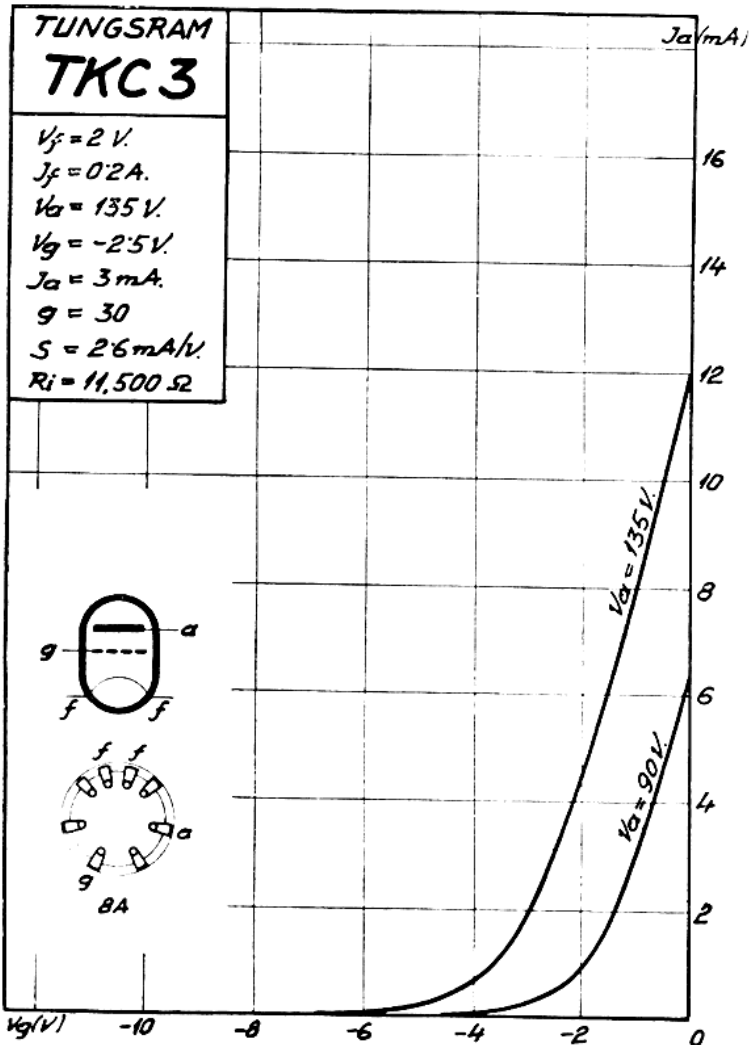 TUNGSRAM
TKC3
Vf = 2 V.
Jf = 0·2A.
Va = 135 V.
Vg = -2·5 V.
Ja = 3 mA.
g = 30
S = 2·6 mA/V.
Ri = 11,500 Ω
Ja (mA)
16
14
12
10
8
6
4
2
Va = 135 V.
Va = 90 V.
a
g
f f
f f
a
g
8A
Vg(V) -10 -8 -6 -4 -2 0